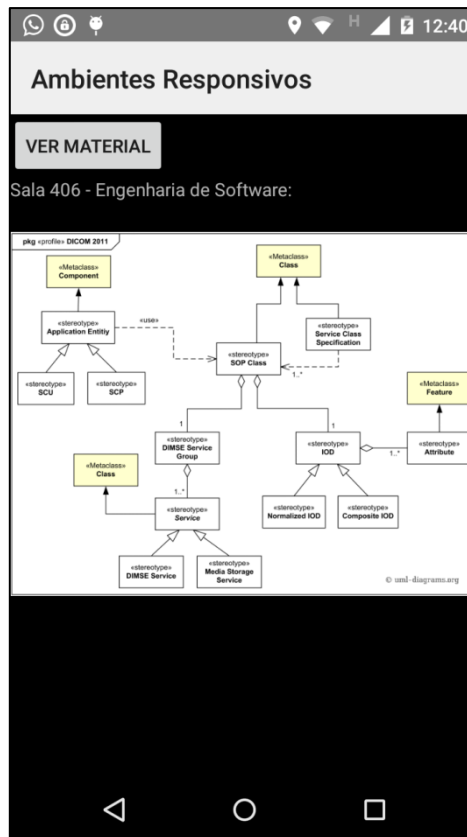 H 12:40
Ambientes Responsivos
VER MATERIAL
Sala 406 - Engenharia de Software:
pkg «profile» DICOM 2011
«Metaclass»
Component
«Metaclass»
Class
«stereotype»
Application Entitiy
«use»
«stereotype»
SOP Class
«stereotype»
Service Class
Specification
1..*
«stereotype»
SCU
«stereotype»
SCP
«Metaclass»
Feature
1
1
«stereotype»
DIMSE Service
Group
«stereotype»
IOD
1..*
«stereotype»
Attribute
«Metaclass»
Class
1..*
«stereotype»
Service
«stereotype»
Normalized IOD
«stereotype»
Composite IOD
«stereotype»
DIMSE Service
«stereotype»
Media Storage
Service
© uml-diagrams.org